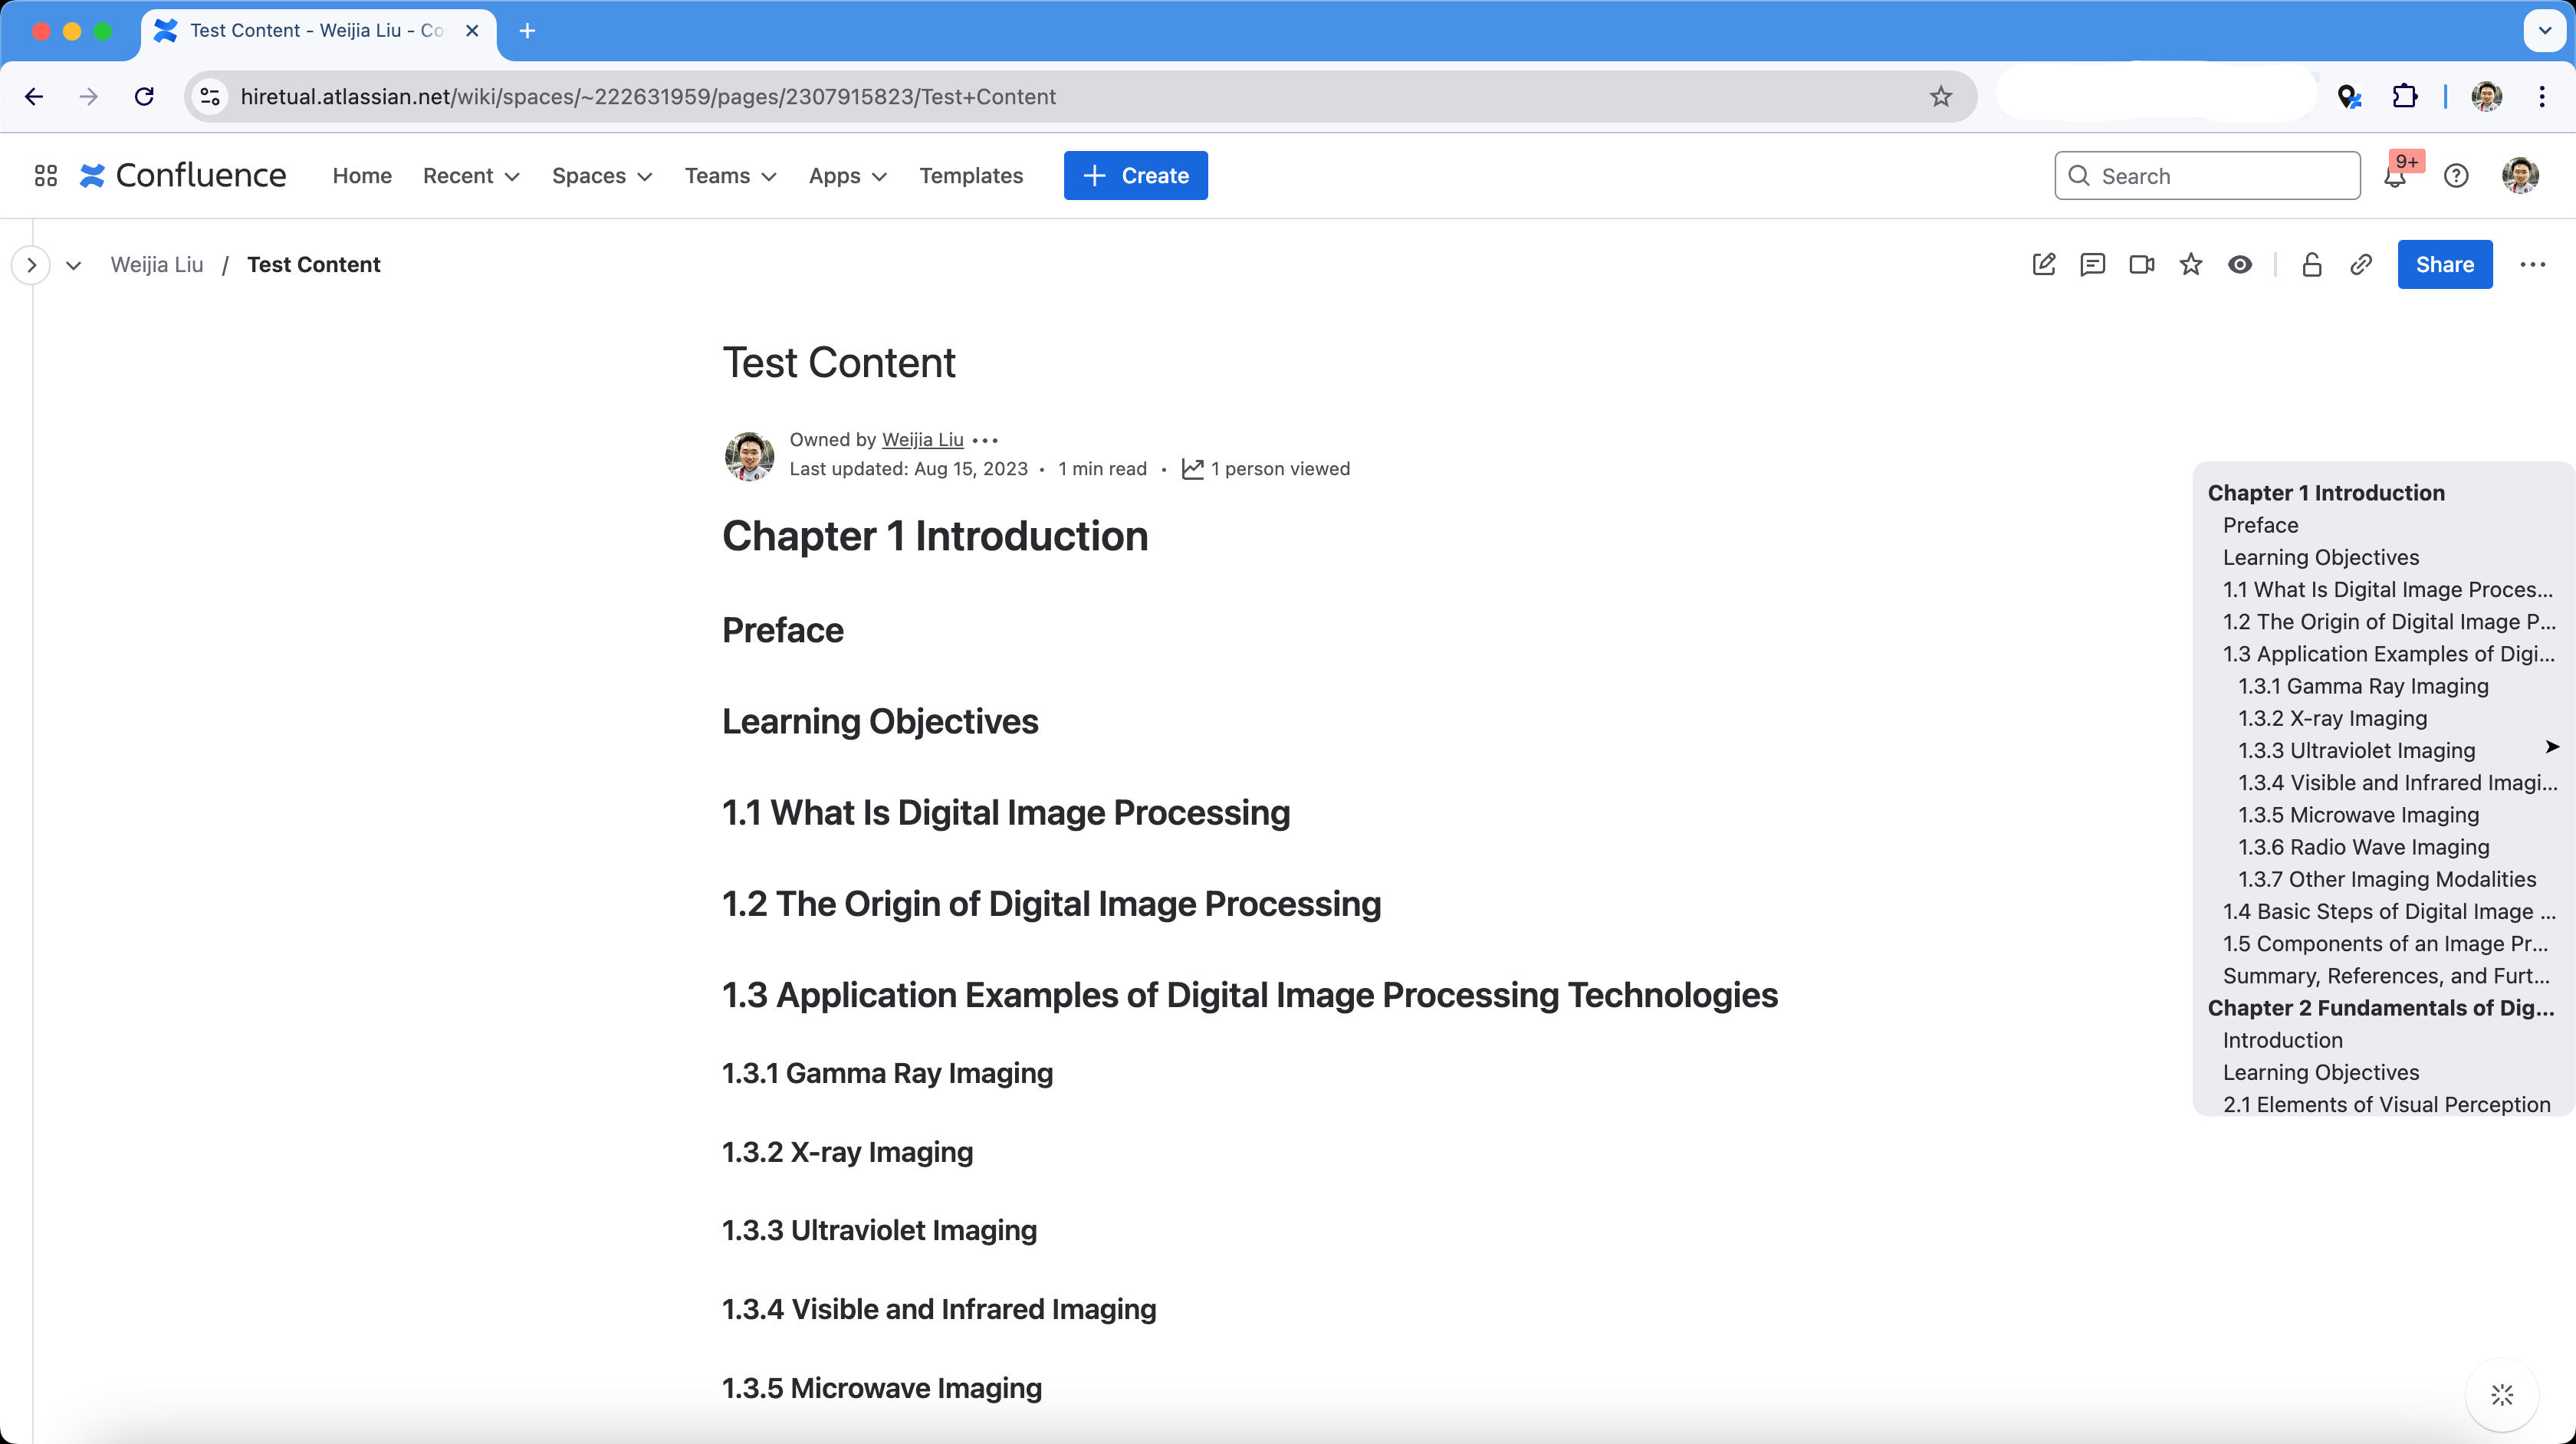 Test Content - Weijia Liu - Co
hiretual.atlassian.net/wiki/spaces/~222631959/pages/2307915823/Test+Content
Confluence Home Recent Spaces Teams Apps Templates Create Search 9+
Weijia Liu / Test Content Share
Test Content
Owned by Weijia Liu
Last updated: Aug 15, 2023 • 1 min read • 1 person viewed
Chapter 1 Introduction
Preface
Learning Objectives
1.1 What Is Digital Image Processing
1.2 The Origin of Digital Image Processing
1.3 Application Examples of Digital Image Processing Technologies
1.3.1 Gamma Ray Imaging
1.3.2 X-ray Imaging
1.3.3 Ultraviolet Imaging
1.3.4 Visible and Infrared Imaging
1.3.5 Microwave Imaging
Chapter 1 Introduction
Preface
Learning Objectives
1.1 What Is Digital Image Proces...
1.2 The Origin of Digital Image P...
1.3 Application Examples of Digi...
1.3.1 Gamma Ray Imaging
1.3.2 X-ray Imaging
1.3.3 Ultraviolet Imaging
1.3.4 Visible and Infrared Imagi...
1.3.5 Microwave Imaging
1.3.6 Radio Wave Imaging
1.3.7 Other Imaging Modalities
1.4 Basic Steps of Digital Image ...
1.5 Components of an Image Pr...
Summary, References, and Furt...
Chapter 2 Fundamentals of Dig...
Introduction
Learning Objectives
2.1 Elements of Visual Perception